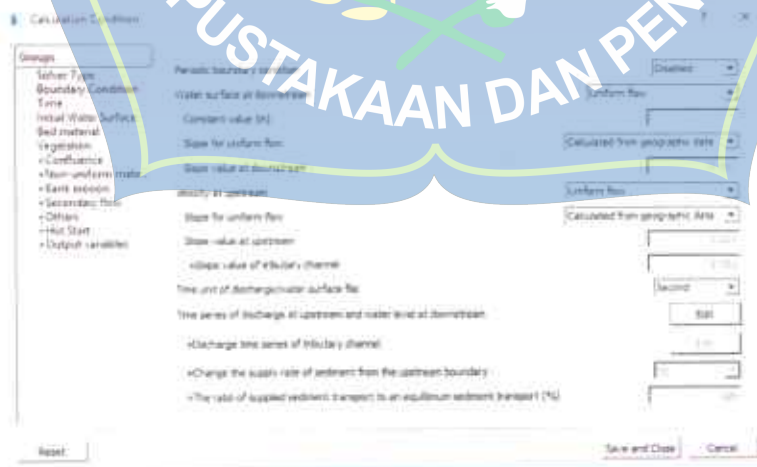 Calculation Condition
? ×
PUSTAKAAN DAN PEN
Groups
Solver Type
Boundary Condition
Time
Initial Water Surface
Bed material
Vegetation
+Confluence
+Non-uniform mate
+Bank erosion
+Secondary flow
+Others
+Hot Start
+Output variables
Periodic boundary condition Disabled
Water surface at downstream Uniform flow
Constant value [m]
Slope for uniform flow Calculated from geographic data
Slope value at downstream
Velocity at upstream Uniform flow
Slope for uniform flow Calculated from geographic data
Slope value at upstream
+Slope value of tributary channel
Time unit of discharge/water surface file Second
Time series of discharge at upstream and water level at downstream Edit
+Discharge time series of tributary channel
+Change the supply rate of sediment from the upstream boundary
+The ratio of supplied sediment transport to an equilibrium sediment transport [%]
Reset Save and Close Cancel